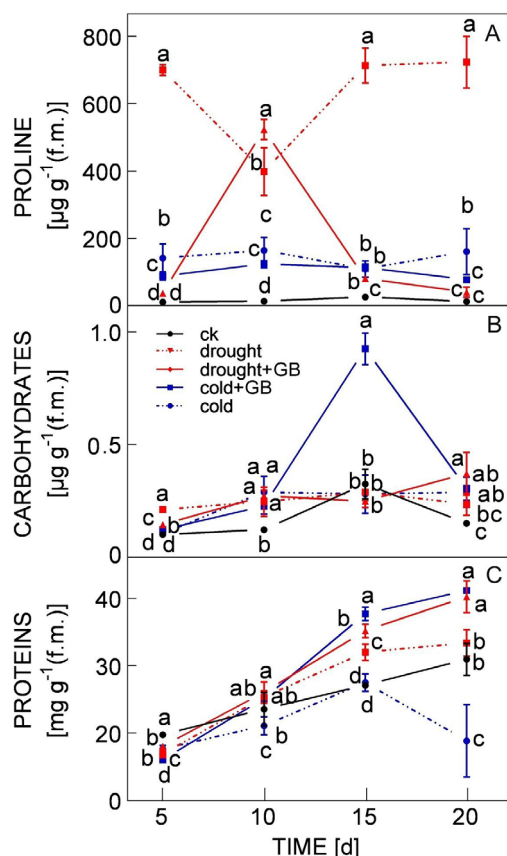 PROLINE
[µg g⁻¹(f.m.)]
A
800
a
a
a
a
600
400
b
b
c
b
b
200
c
c
b
b
c
d
d
d
b
c
c
c
0
CARBOHYDRATES
[µg g⁻¹(f.m.)]
B
1.0
a
ck
drought
drought+GB
cold+GB
cold
0.5
b
a
a a
a
ab
b b
ab
c
b
a
b
bc
d d
b
c
0
PROTEINS
[mg g⁻¹(f.m.)]
C
40
a
a
b
a
30
a
c
b
ab
ab
d
b
a
d
20
b
b
c
b
c
c
d
0
5
10
15
20
TIME [d]